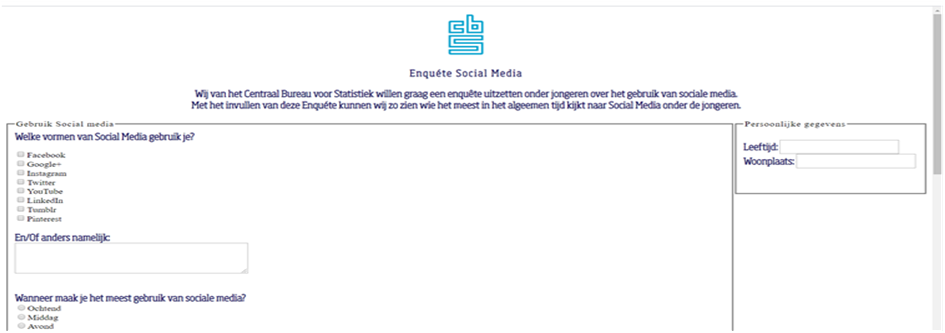 cbs
Enquéte Social Media
Wij van het Centraal Bureau voor Statistiek willen graag een enquête uitzetten onder jongeren over het gebruik van sociale media.
Met het invullen van deze Enquéte kunnen wij zo zien wie het meest in het algemeen tijd kijkt naar Social Media onder de jongeren.
Gebruik Social media
Welke vormen van Social Media gebruik je?
Facebook
Google+
Instagram
Twitter
YouTube
LinkedIn
Tumblr
Pinterest
En/Of anders namelijk:
Wanneer maak je het meest gebruik van sociale media?
Ochtend
Middag
Avond
Persoonlijke gegevens
Leeftijd:
Woonplaats: